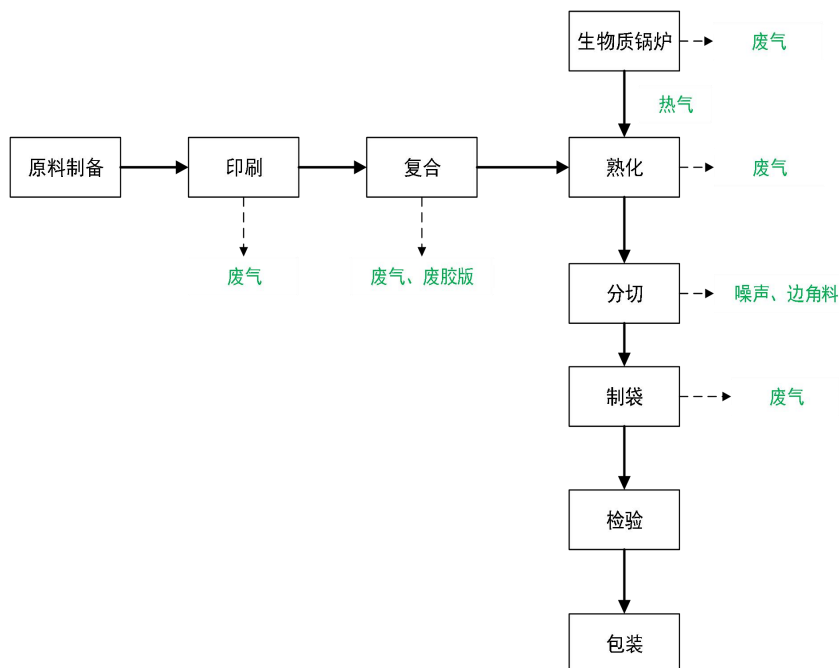 生物质锅炉
废气
热气
原料制备
印刷
复合
熟化
废气
废气
废气、废胶版
分切
噪声、边角料
制袋
废气
检验
包装